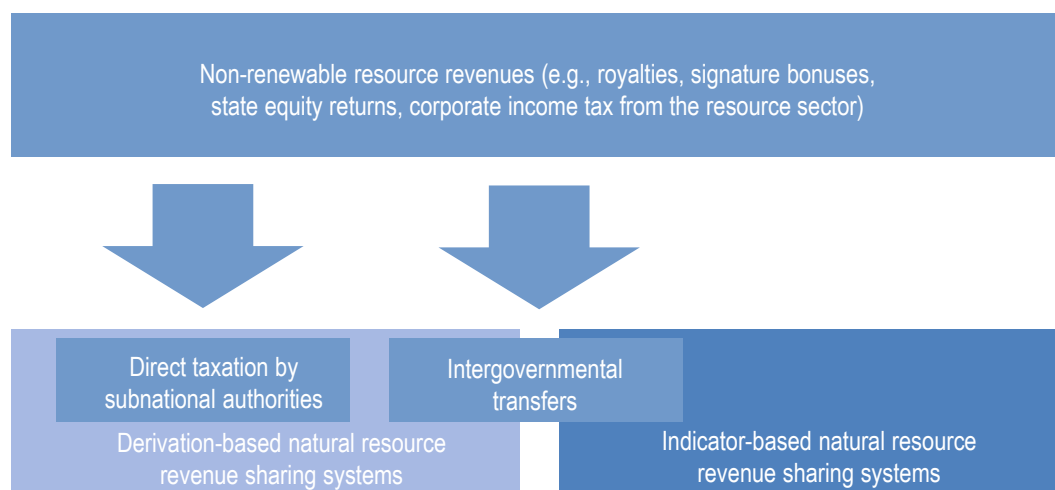 Non-renewable resource revenues (e.g., royalties, signature bonuses,
state equity returns, corporate income tax from the resource sector)
Direct taxation by
subnational authorities
Intergovernmental
transfers
Derivation-based natural resource
revenue sharing systems
Indicator-based natural resource
revenue sharing systems